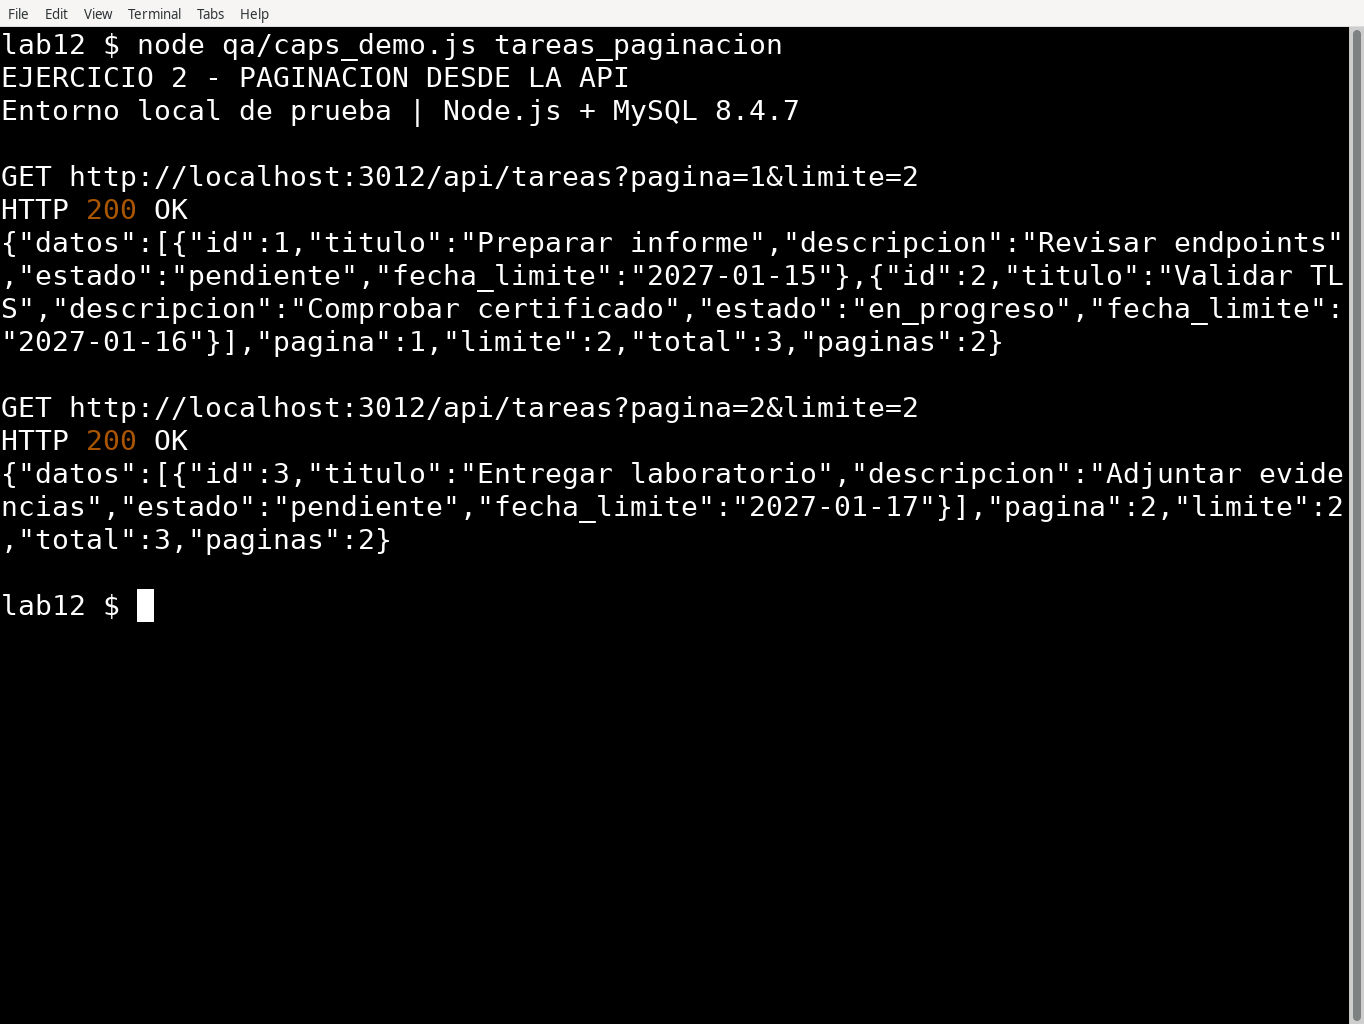 File Edit View Terminal Tabs Help
lab12 $ node qa/caps_demo.js tareas_paginacion
EJERCICIO 2 - PAGINACION DESDE LA API
Entorno local de prueba | Node.js + MySQL 8.4.7
GET http://localhost:3012/api/tareas?pagina=1&limite=2
HTTP 200 OK
{"datos":[{"id":1,"titulo":"Preparar informe","descripcion":"Revisar endpoints"
,"estado":"pendiente","fecha_limite":"2027-01-15"},{"id":2,"titulo":"Validar TL
S","descripcion":"Comprobar certificado","estado":"en_progreso","fecha_limite":
"2027-01-16"}],"pagina":1,"limite":2,"total":3,"paginas":2}
GET http://localhost:3012/api/tareas?pagina=2&limite=2
HTTP 200 OK
{"datos":[{"id":3,"titulo":"Entregar laboratorio","descripcion":"Adjuntar evide
ncias","estado":"pendiente","fecha_limite":"2027-01-17"}],"pagina":2,"limite":2
,"total":3,"paginas":2}
lab12 $